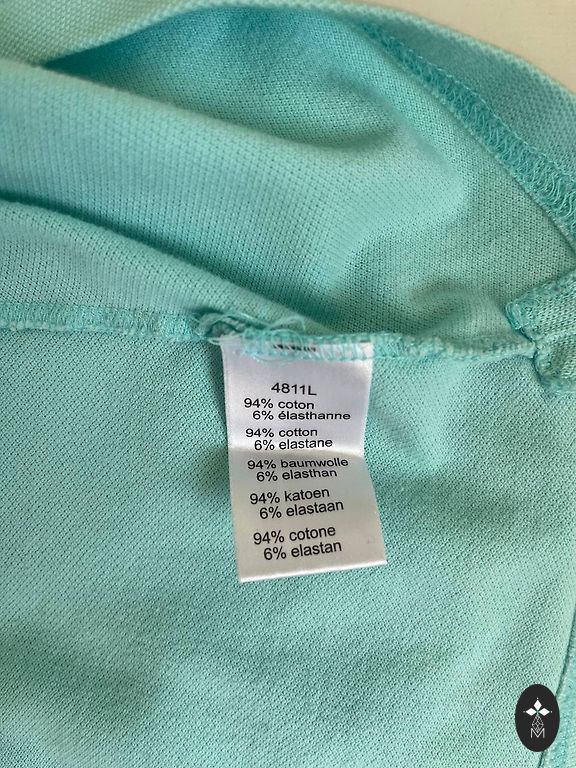 4811L
94% coton
6% élasthanne
94% cotton
6% elastane
94% baumwolle
6% elasthan
94% katoen
6% elastaan
94% cotone
6% elastan